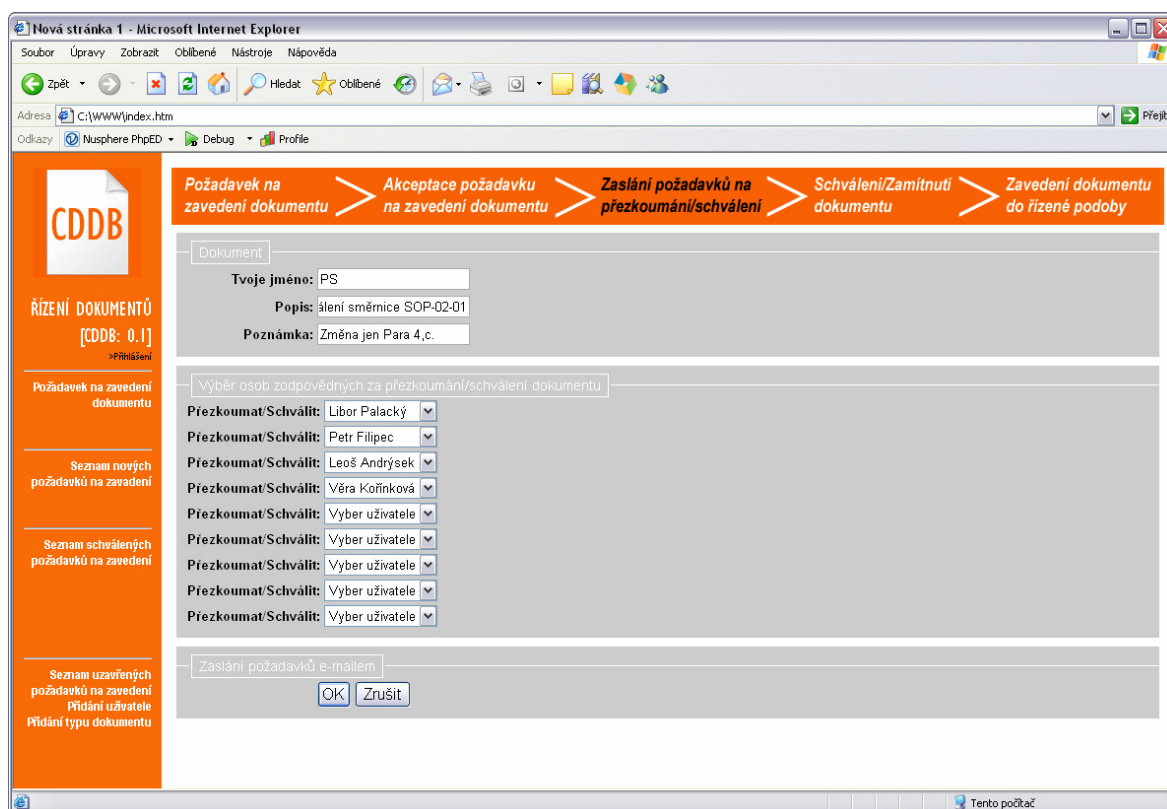 Nová stránka 1 - Microsoft Internet Explorer
Soubor Úpravy Zobrazit Oblíbené Nástroje Nápověda
Zpět Hledat Oblíbené
Adresa C:\WWW\index.htm Přejít
Odkazy Nusphere PhpED Debug Profile
CDDB
ŘÍZENÍ DOKUMENTŮ
[CDDB: 0.1]
>Přihlášení
Požadavek na zavedení
dokumentu
Seznam nových
požadavků na zavadení
Seznam schválených
požadavků na zavedení
Seznam uzavřených
požadavků na zavedení
Přidání uživatele
Přidání typu dokumentu
Požadavek na
zavedení dokumentu
Akceptace požadavku
na zavedení dokumentu
Zaslání požadavků na
přezkoumání/schválení
Schválení/Zamítnutí
dokumentu
Zavedení dokumentu
do řízené podoby
Dokument
Tvoje jméno: PS
Popis: álení směrnice SOP-02-01
Poznámka: Změna jen Para 4,c.
Výběr osob zodpovědných za přezkoumání/schválení dokumentu
Přezkoumat/Schválit: Libor Palacký
Přezkoumat/Schválit: Petr Filipec
Přezkoumat/Schválit: Leoš Andrýsek
Přezkoumat/Schválit: Věra Kořínková
Přezkoumat/Schválit: Vyber uživatele
Přezkoumat/Schválit: Vyber uživatele
Přezkoumat/Schválit: Vyber uživatele
Přezkoumat/Schválit: Vyber uživatele
Přezkoumat/Schválit: Vyber uživatele
Zaslání požadavků e-mailem
OK Zrušit
Tento počítač